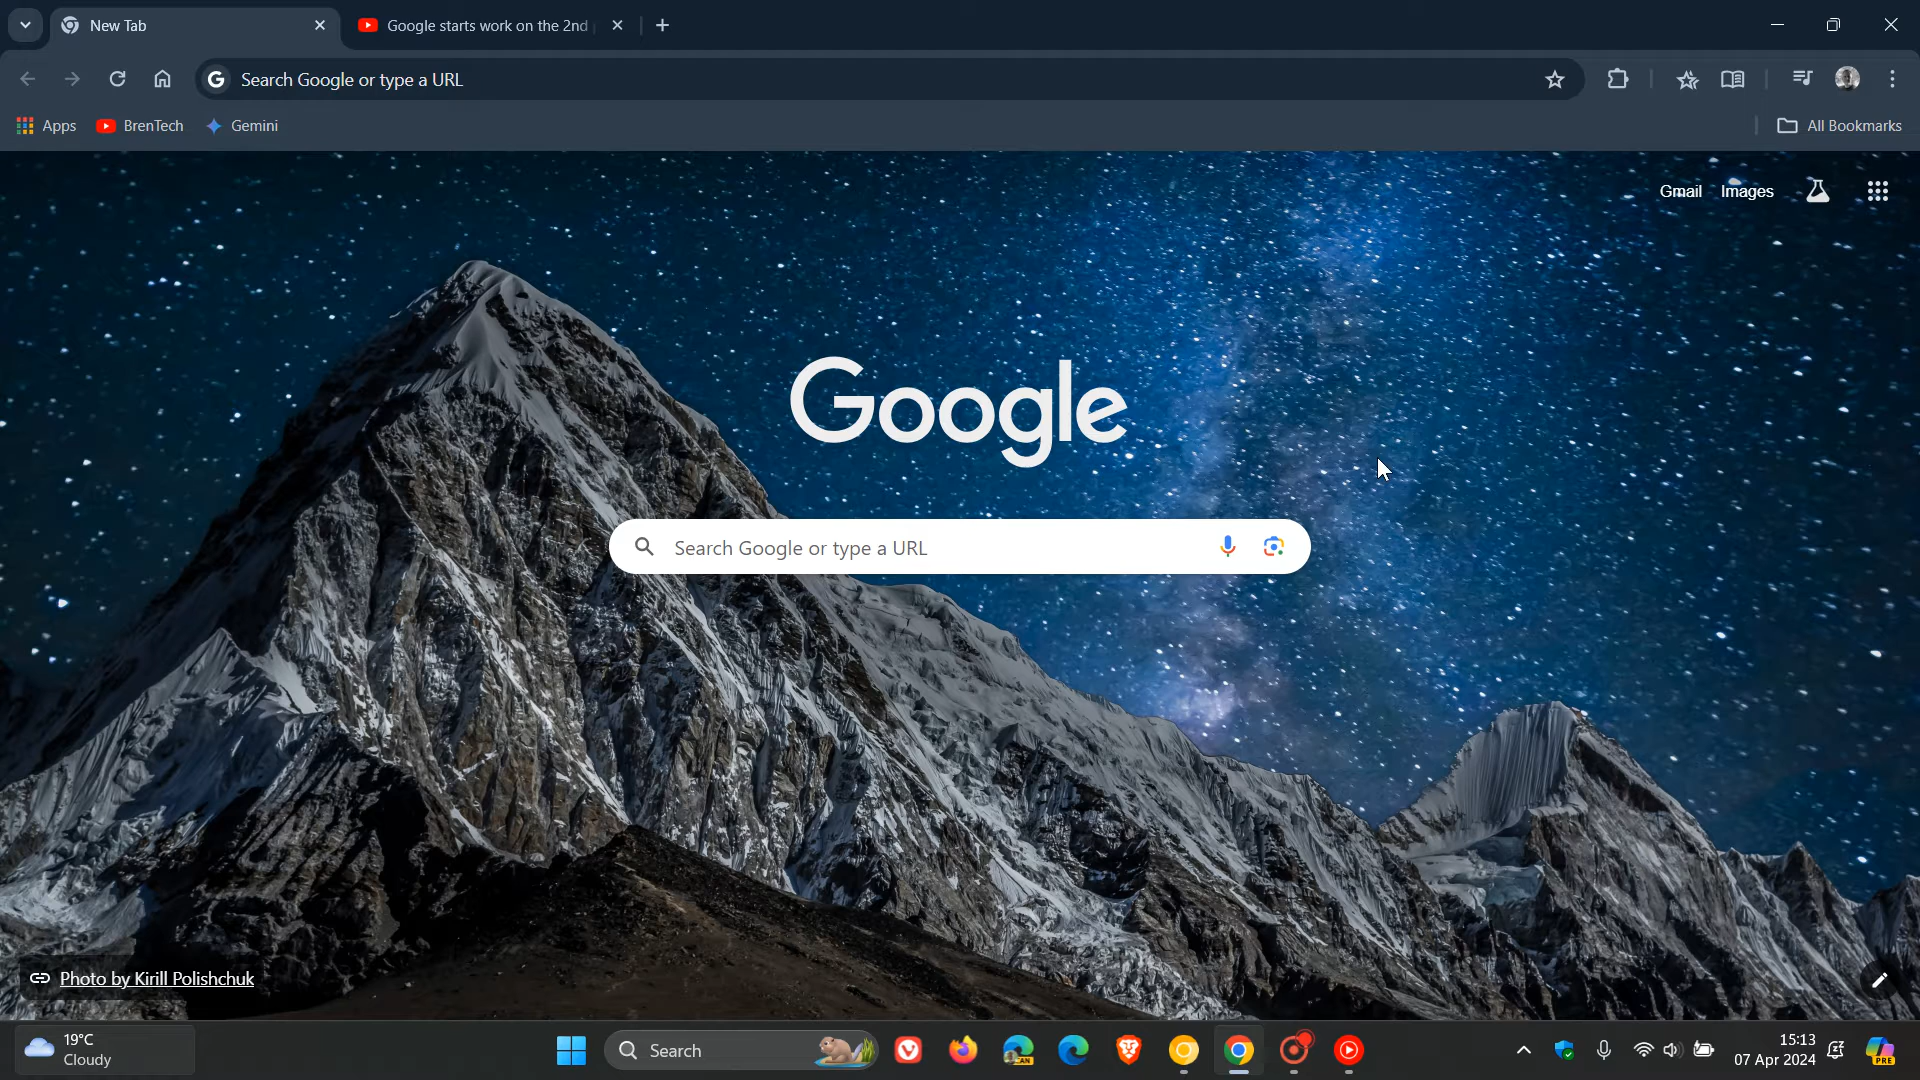 New Tab
Google starts work on the 2nd
Search Google or type a URL
Apps
BrenTech
Gemini
All Bookmarks
Gmail
Images
Google
Search Google or type a URL
Photo by Kirill Polishchuk
19°C
Cloudy
Search
CAN
15:13
07 Apr 2024
PRE